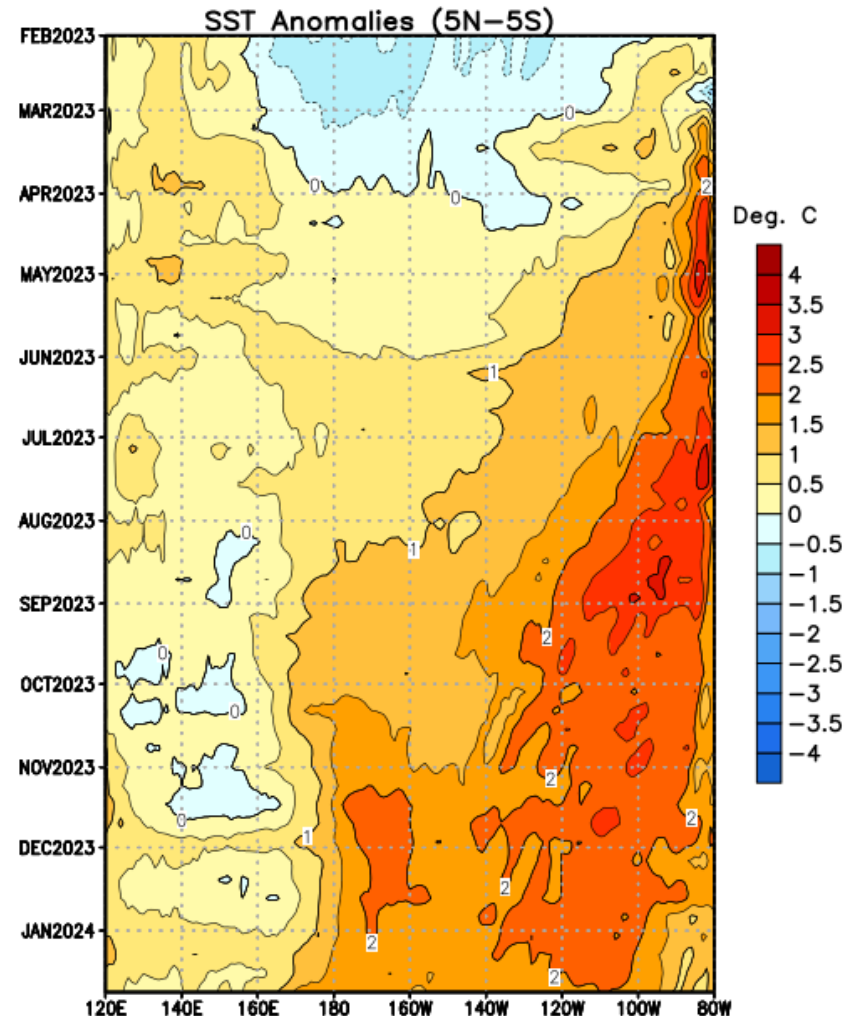 SST Anomalies (5N−5S)
FEB2023
0
MAR2023
0
0
2
APR2023
Deg. C
MAY2023
4
3.5
3
JUN2023
1
2.5
2
JUL2023
1.5
1
0.5
AUG2023
0
0
1
−0.5
−1
SEP2023
−1.5
2
−2
0
−2.5
OCT2023
−3
0
−3.5
−4
NOV2023
2
0
2
1
DEC2023
2
JAN2024
2
2
120E 140E 160E 180 160W 140W 120W 100W 80W